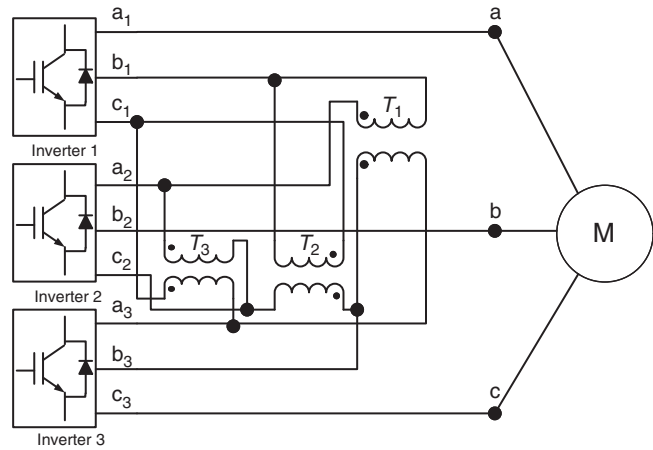 a1
a
b1
c1
T1
Inverter 1
a2
b2
b
M
T3
T2
c2
Inverter 2
a3
b3
c3
c
Inverter 3